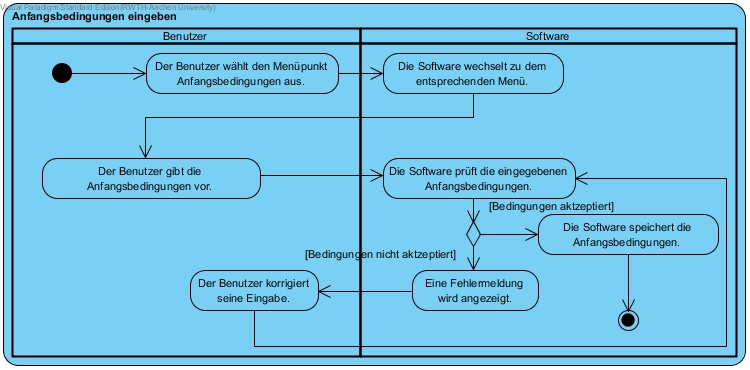 Visual Paradigm Standard Edition(RWTH Aachen University)
Anfangsbedingungen eingeben
Benutzer
Software
Der Benutzer wählt den Menüpunkt
Anfangsbedingungen aus.
Die Software wechselt zu dem
entsprechenden Menü.
Der Benutzer gibt die
Anfangsbedingungen vor.
Die Software prüft die eingegebenen
Anfangsbedingungen.
[Bedingungen aktzeptiert]
Die Software speichert die
Anfangsbedingungen.
[Bedingungen nicht aktzeptiert]
Eine Fehlermeldung
wird angezeigt.
Der Benutzer korrigiert
seine Eingabe.